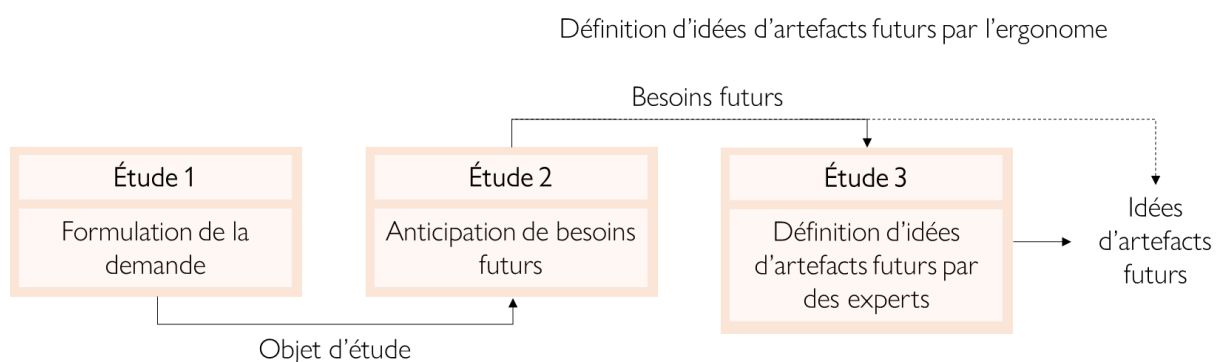 Définition d'idées d'artefacts futurs par l'ergonome
Besoins futurs
Étude 1
Formulation de la
demande
Étude 2
Anticipation de besoins
futurs
Étude 3
Définition d'idées
d'artefacts futurs par
des experts
Idées
d'artefacts
futurs
Objet d'étude